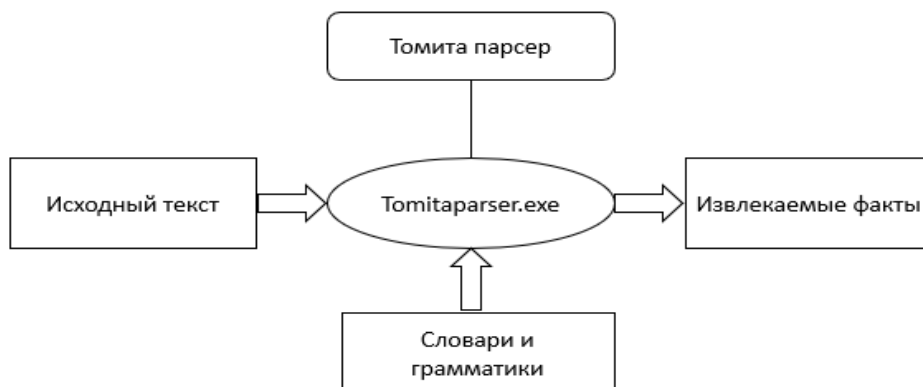 Томита парсер
Исходный текст
Tomitaparser.exe
Извлекаемые факты
Словари и
грамматики